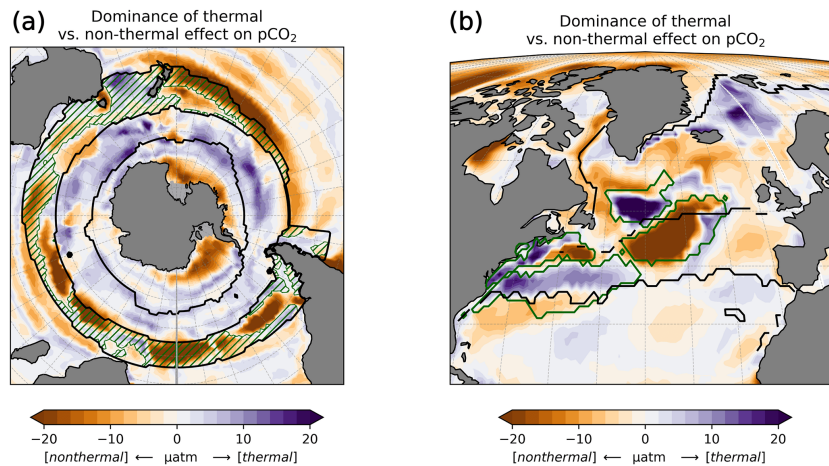 (a)
Dominance of thermal
vs. non-thermal effect on pCO₂
−20 −10 0 10 20
[nonthermal] ⟵ µatm ⟶ [thermal]
(b)
Dominance of thermal
vs. non-thermal effect on pCO₂
−20 −10 0 10 20
[nonthermal] ⟵ µatm ⟶ [thermal]